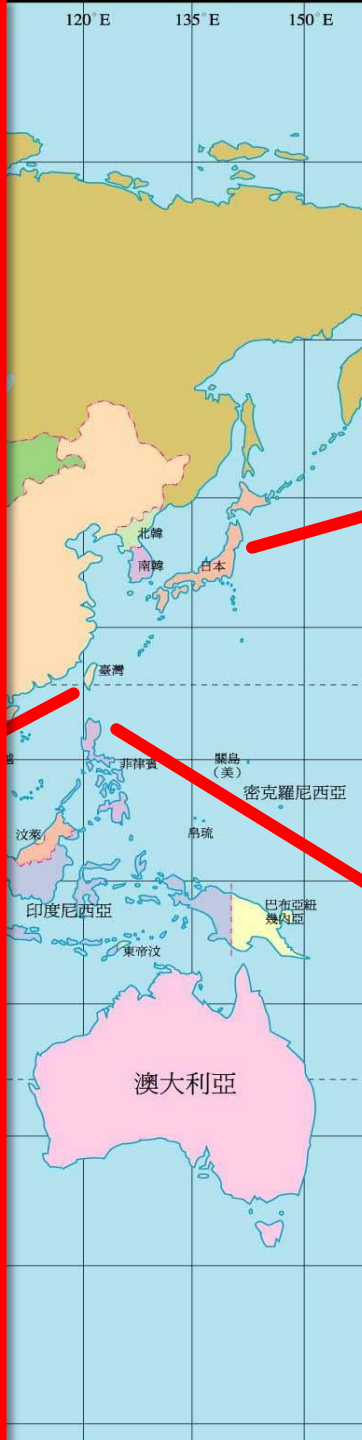 120°E 135°E 150°E
北韓
南韓
日本
臺灣
菲律賓
關島
(美)
密克羅尼西亞
帛琉
汶萊
印度尼西亞
巴布亞紐
幾內亞
東帝汶
澳大利亞